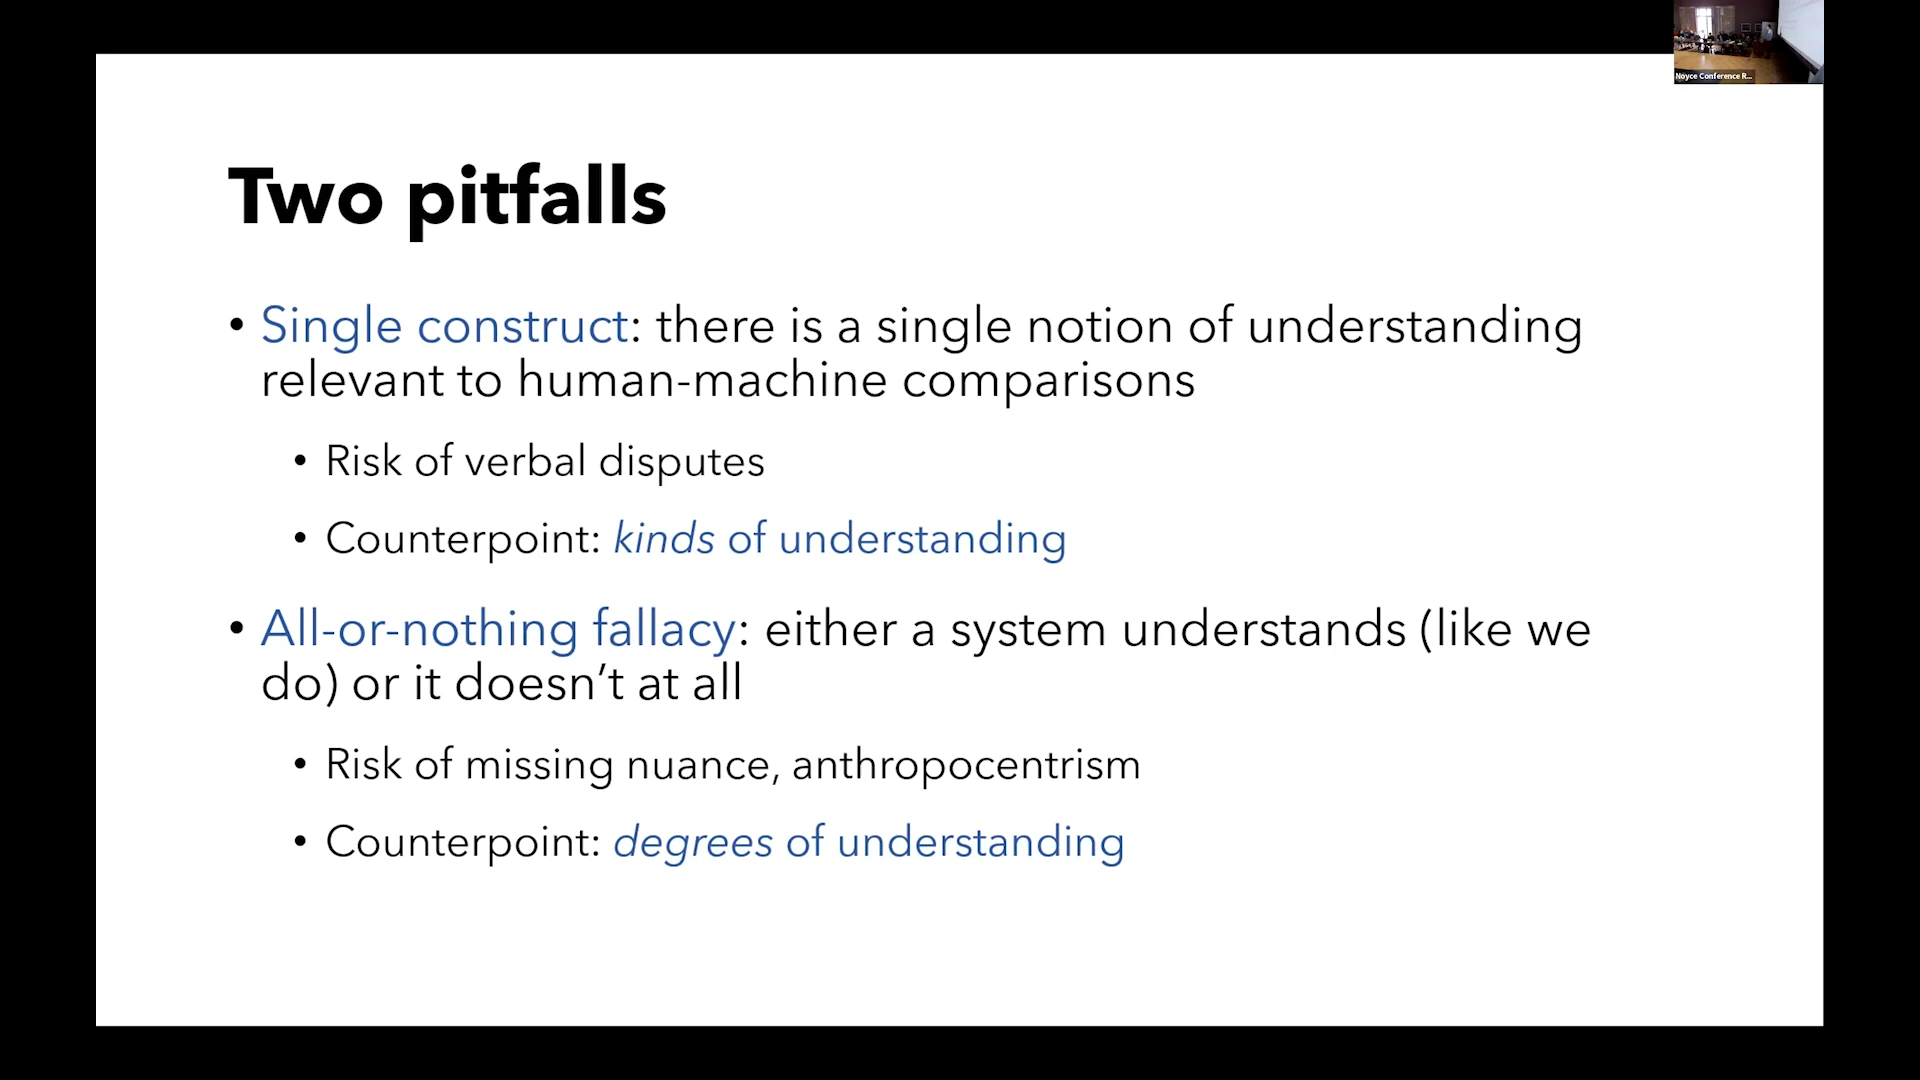 Noyce Conference R...
Two pitfalls
• Single construct: there is a single notion of understanding
relevant to human-machine comparisons
• Risk of verbal disputes
• Counterpoint: kinds of understanding
• All-or-nothing fallacy: either a system understands (like we
do) or it doesn’t at all
• Risk of missing nuance, anthropocentrism
• Counterpoint: degrees of understanding